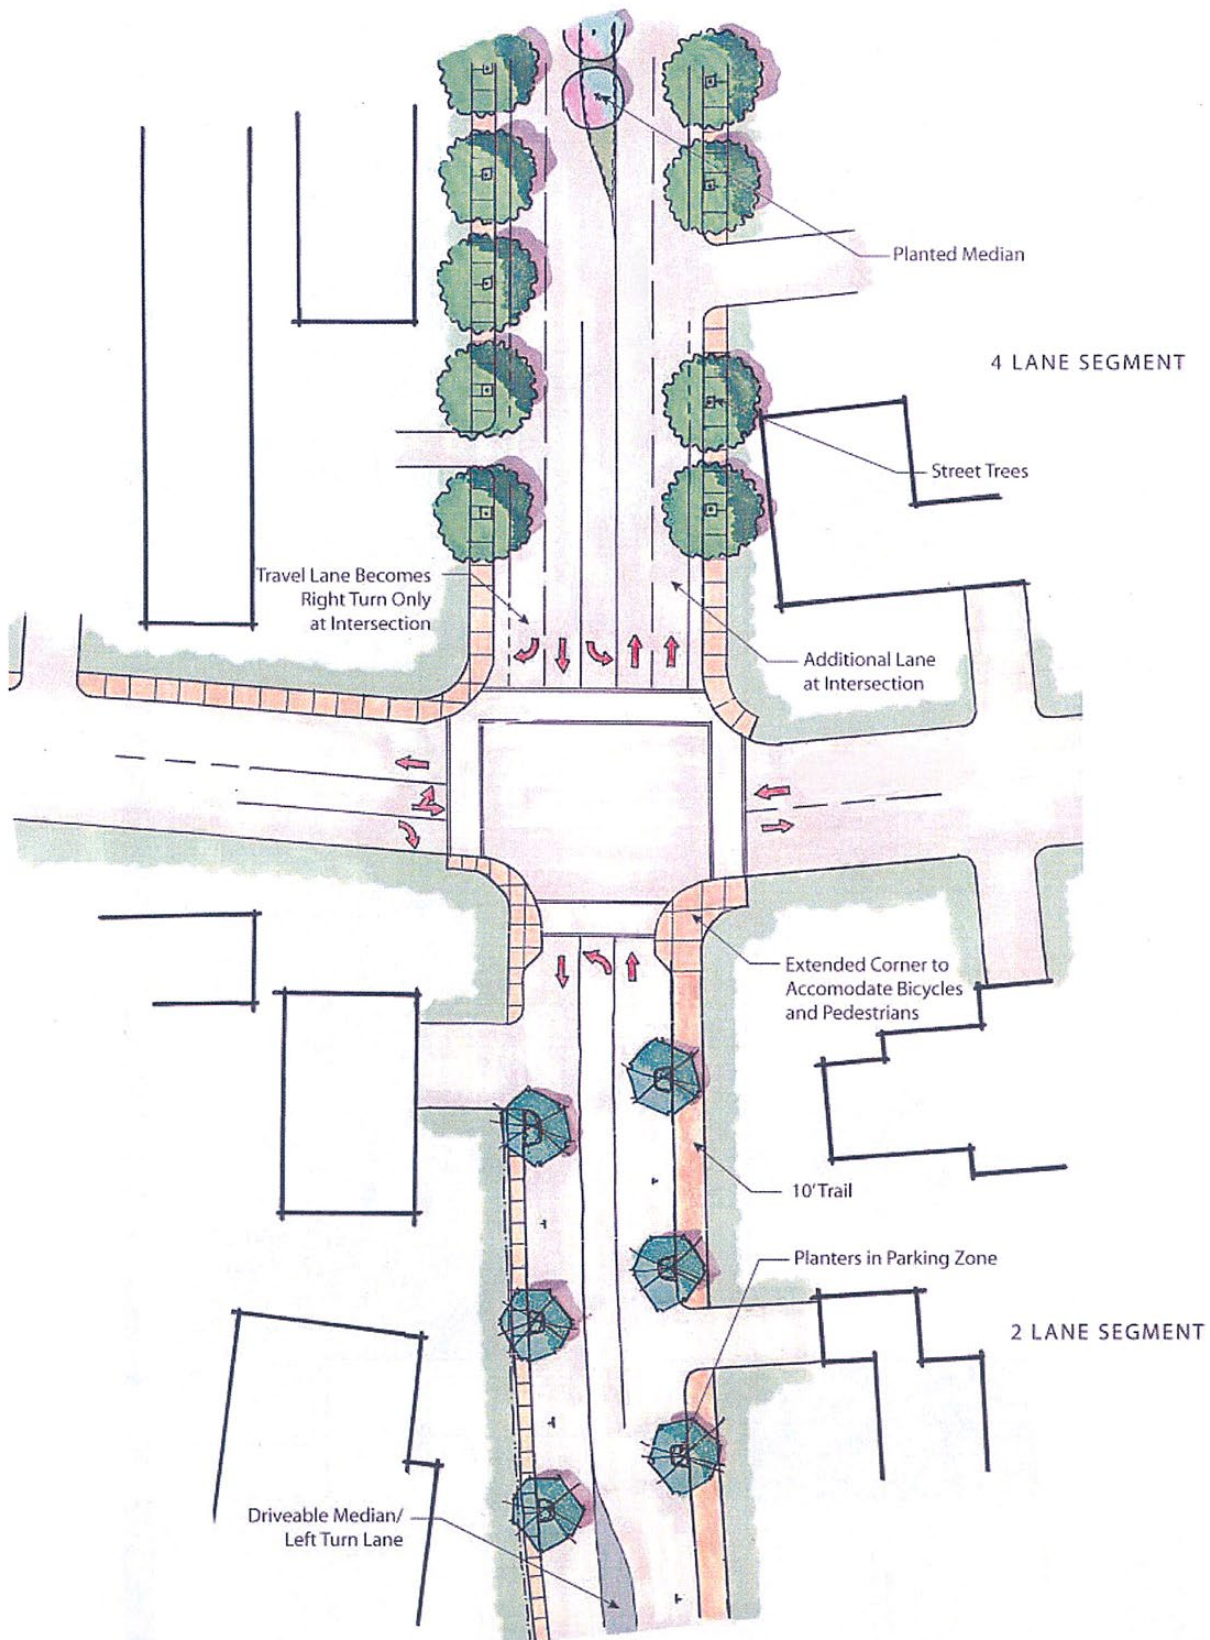 Planted Median
4 LANE SEGMENT
Street Trees
Travel Lane Becomes
Right Turn Only
at Intersection
Additional Lane
at Intersection
Extended Corner to
Accomodate Bicycles
and Pedestrians
10' Trail
Planters in Parking Zone
2 LANE SEGMENT
Driveable Median/
Left Turn Lane